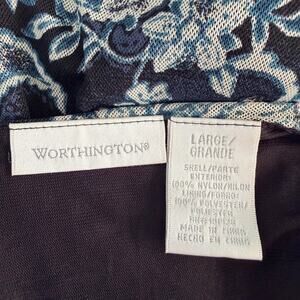 WORTHINGTON®
LARGE/
GRANDE
SHELL/PARTE
EXTERIOR:
100% NYLON/NILON
LINING/FORRO:
100% POLYESTER/
POLIESTER
MADE IN CHINA
HECHO EN CHINA